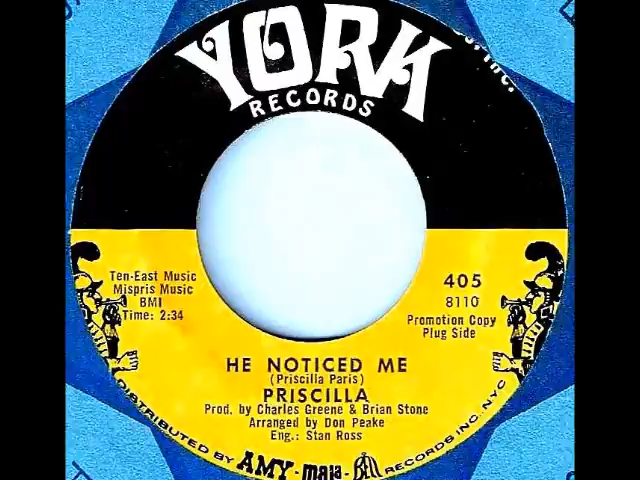 YORK
RECORDS
, Inc.
Ten-East Music
Mispris Music
BMI
Time: 2:34
405
8110
Promotion Copy
Plug Side
HE NOTICED ME
(Priscilla Paris)
PRISCILLA
Prod. by Charles Greene & Brian Stone
Arranged by Don Peake
Eng.: Stan Ross
DISTRIBUTED BY AMY-mala-BELL RECORDS INC. NYC